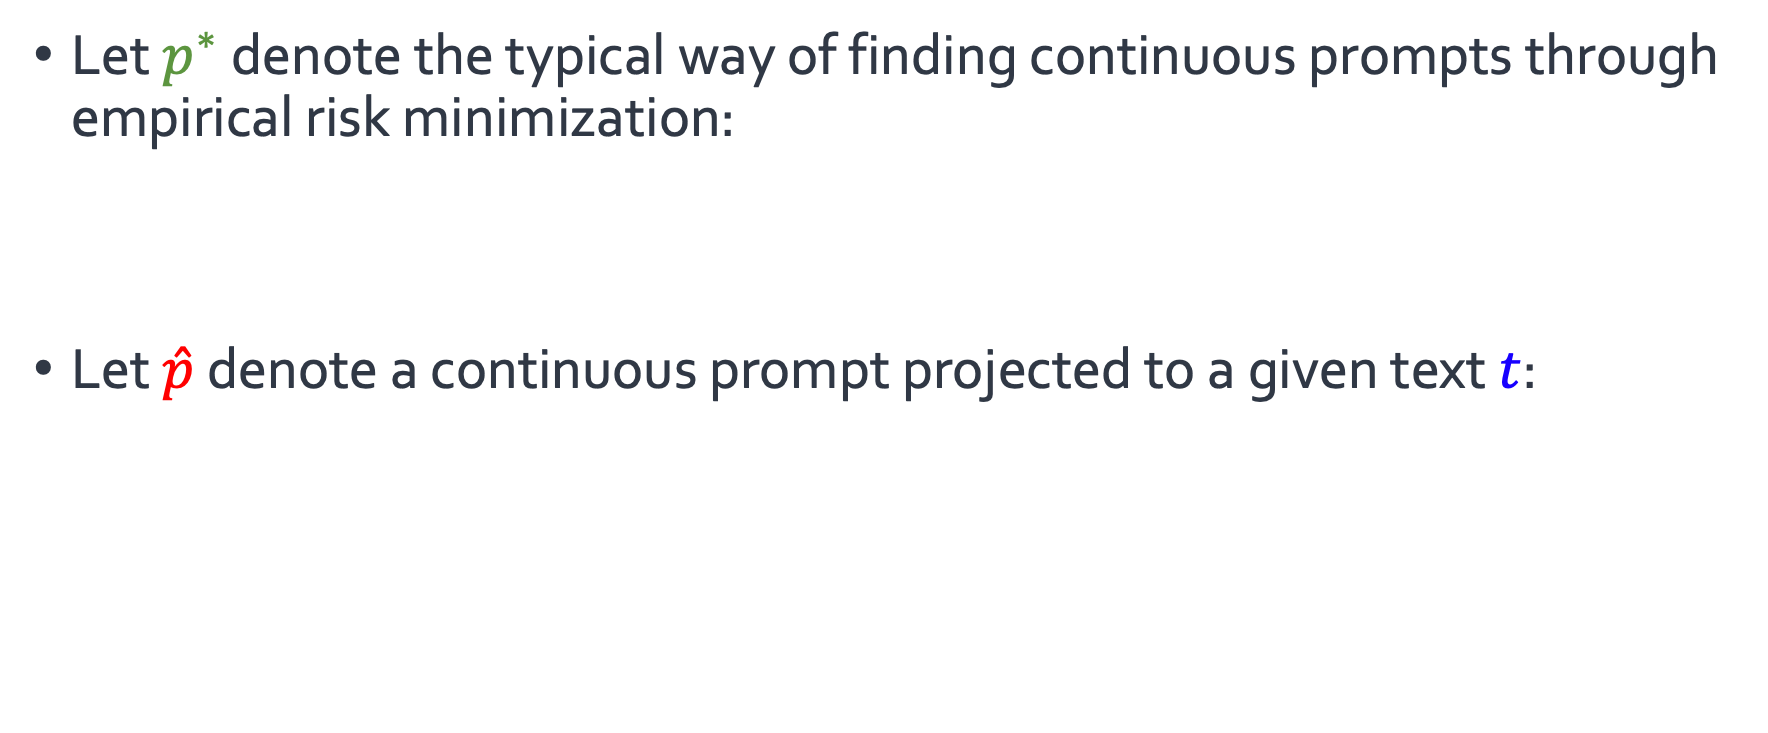 • Let p* denote the typical way of finding continuous prompts through
empirical risk minimization:
• Let p̂ denote a continuous prompt projected to a given text t: